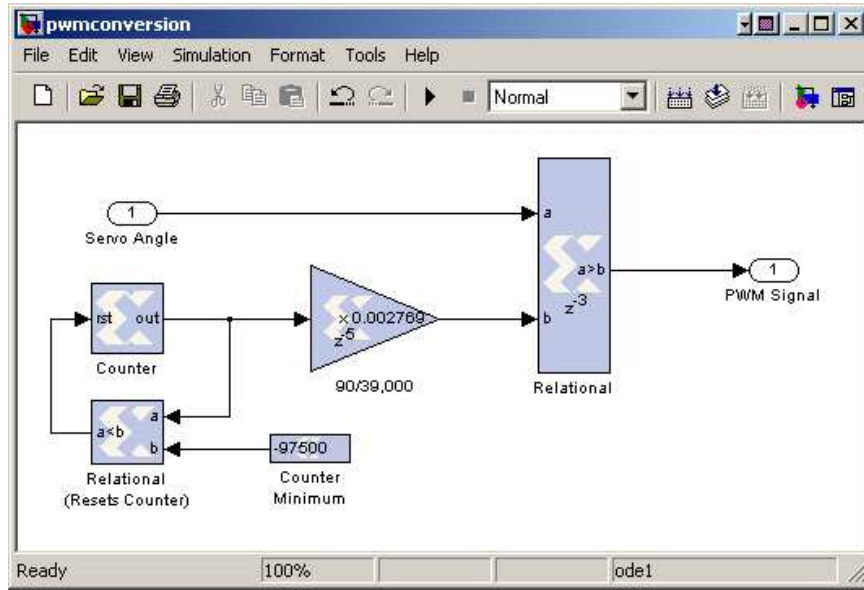 pwmconversion
File Edit View Simulation Format Tools Help
Normal
1
Servo Angle
a
a>b
z-3
b
Relational
1
PWM Signal
rst out
Counter
×0.002769
z-5
90/39,000
a
a<b
b
Relational
(Resets Counter)
-97500
Counter
Minimum
Ready 100% ode1